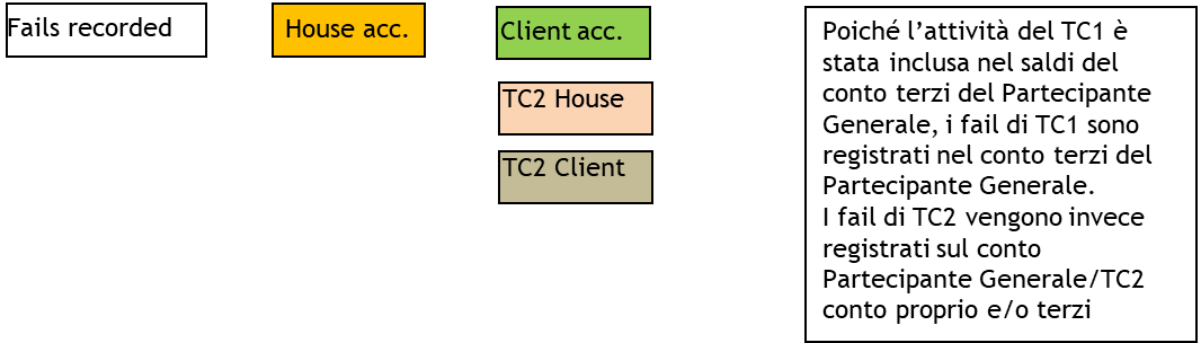 Fails recorded
House acc.
Client acc.
TC2 House
TC2 Client
Poiché l’attività del TC1 è
stata inclusa nel saldi del
conto terzi del Partecipante
Generale, i fail di TC1 sono
registrati nel conto terzi del
Partecipante Generale.
I fail di TC2 vengono invece
registrati sul conto
Partecipante Generale/TC2
conto proprio e/o terzi